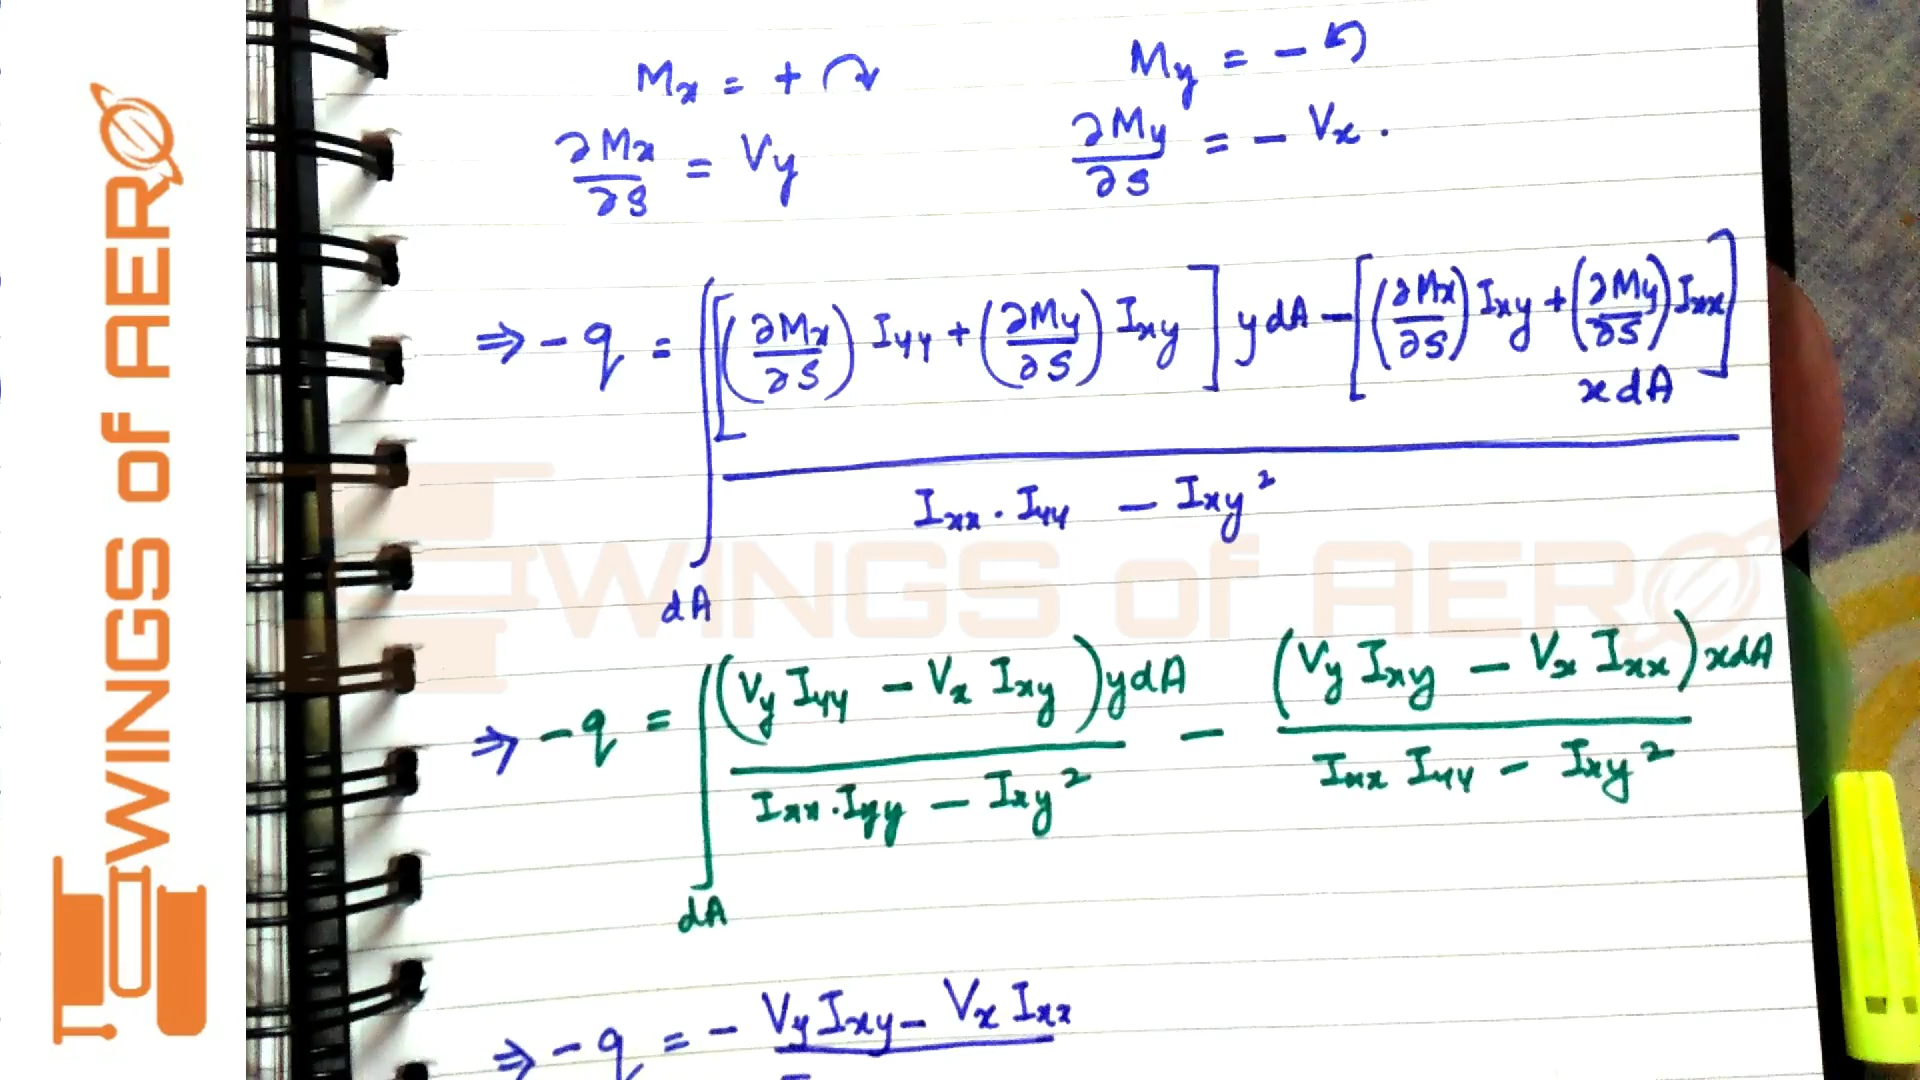 WINGS of AERO
Mx = + ↷ My = - ↶
∂Mx/∂s = Vy ∂My/∂s = - Vx.
⇒ -q = ∫dA [(∂Mx/∂s) Iyy + (∂My/∂s) Ixy] y dA - [(∂Mx/∂s) Ixy + (∂My/∂s) Ixx] x dA / Ixx . Iyy - Ixy²
WINGS of AERO
⇒ -q = ∫dA (Vy Iyy - Vx Ixy) y dA / Ixx . Iyy - Ixy² - (Vy Ixy - Vx Ixx) x dA / Ixx Iyy - Ixy²
⇒ -q = - Vy Ixy - Vx Ixx